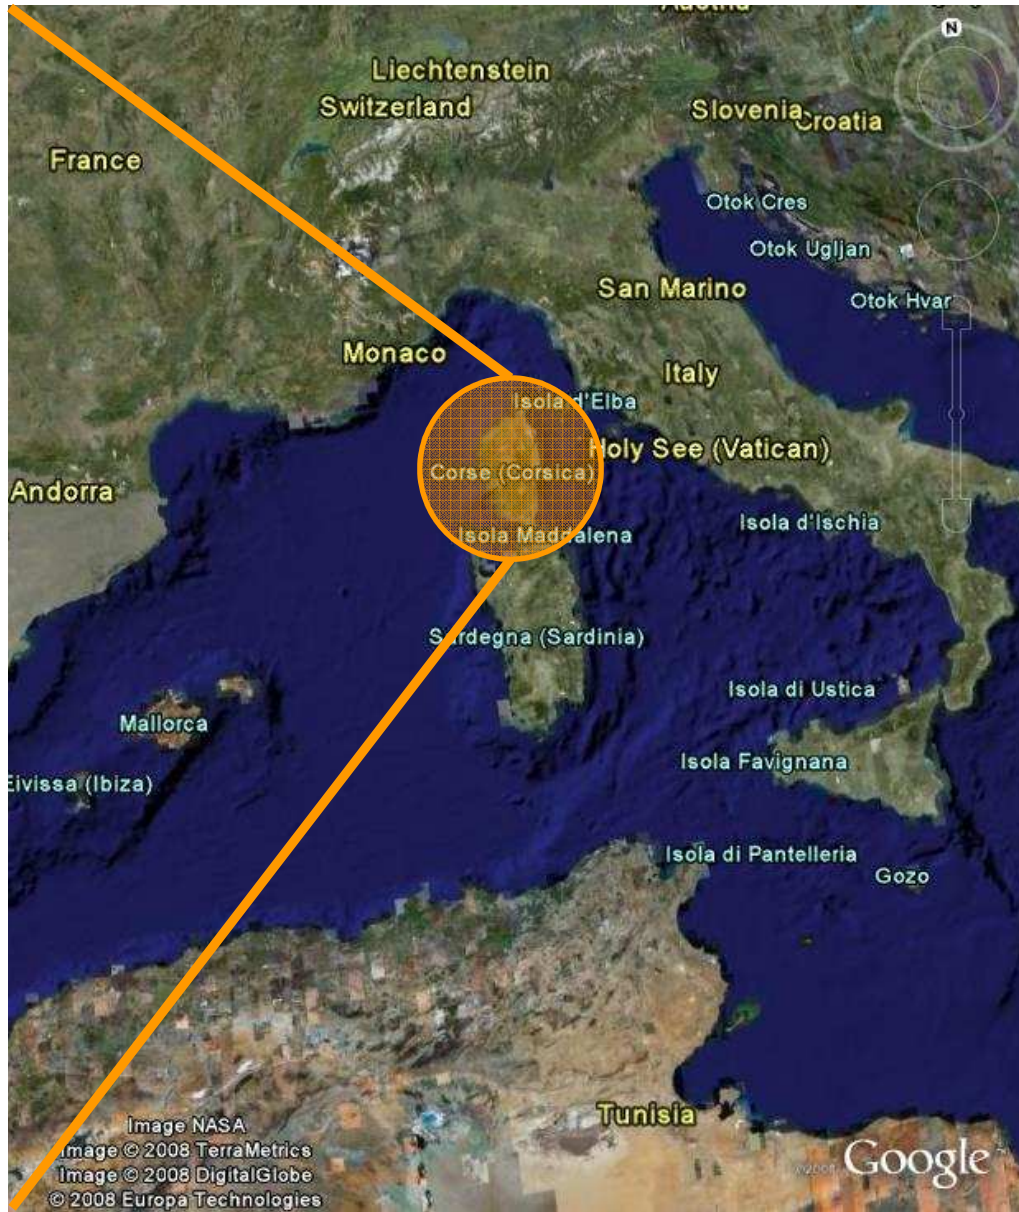 Austria
N
Liechtenstein
Switzerland
Slovenia
Croatia
France
Otok Cres
Otok Ugljan
San Marino
Otok Hvar
Monaco
Italy
Isola d'Elba
Holy See (Vatican)
Corse (Corsica)
Andorra
Isola d'Ischia
Isola Maddalena
Sardegna (Sardinia)
Isola di Ustica
Mallorca
Isola Favignana
Eivissa (Ibiza)
Isola di Pantelleria
Gozo
Tunisia
Image NASA
Image © 2008 TerraMetrics
Image © 2008 DigitalGlobe
© 2008 Europa Technologies
©2008 Google